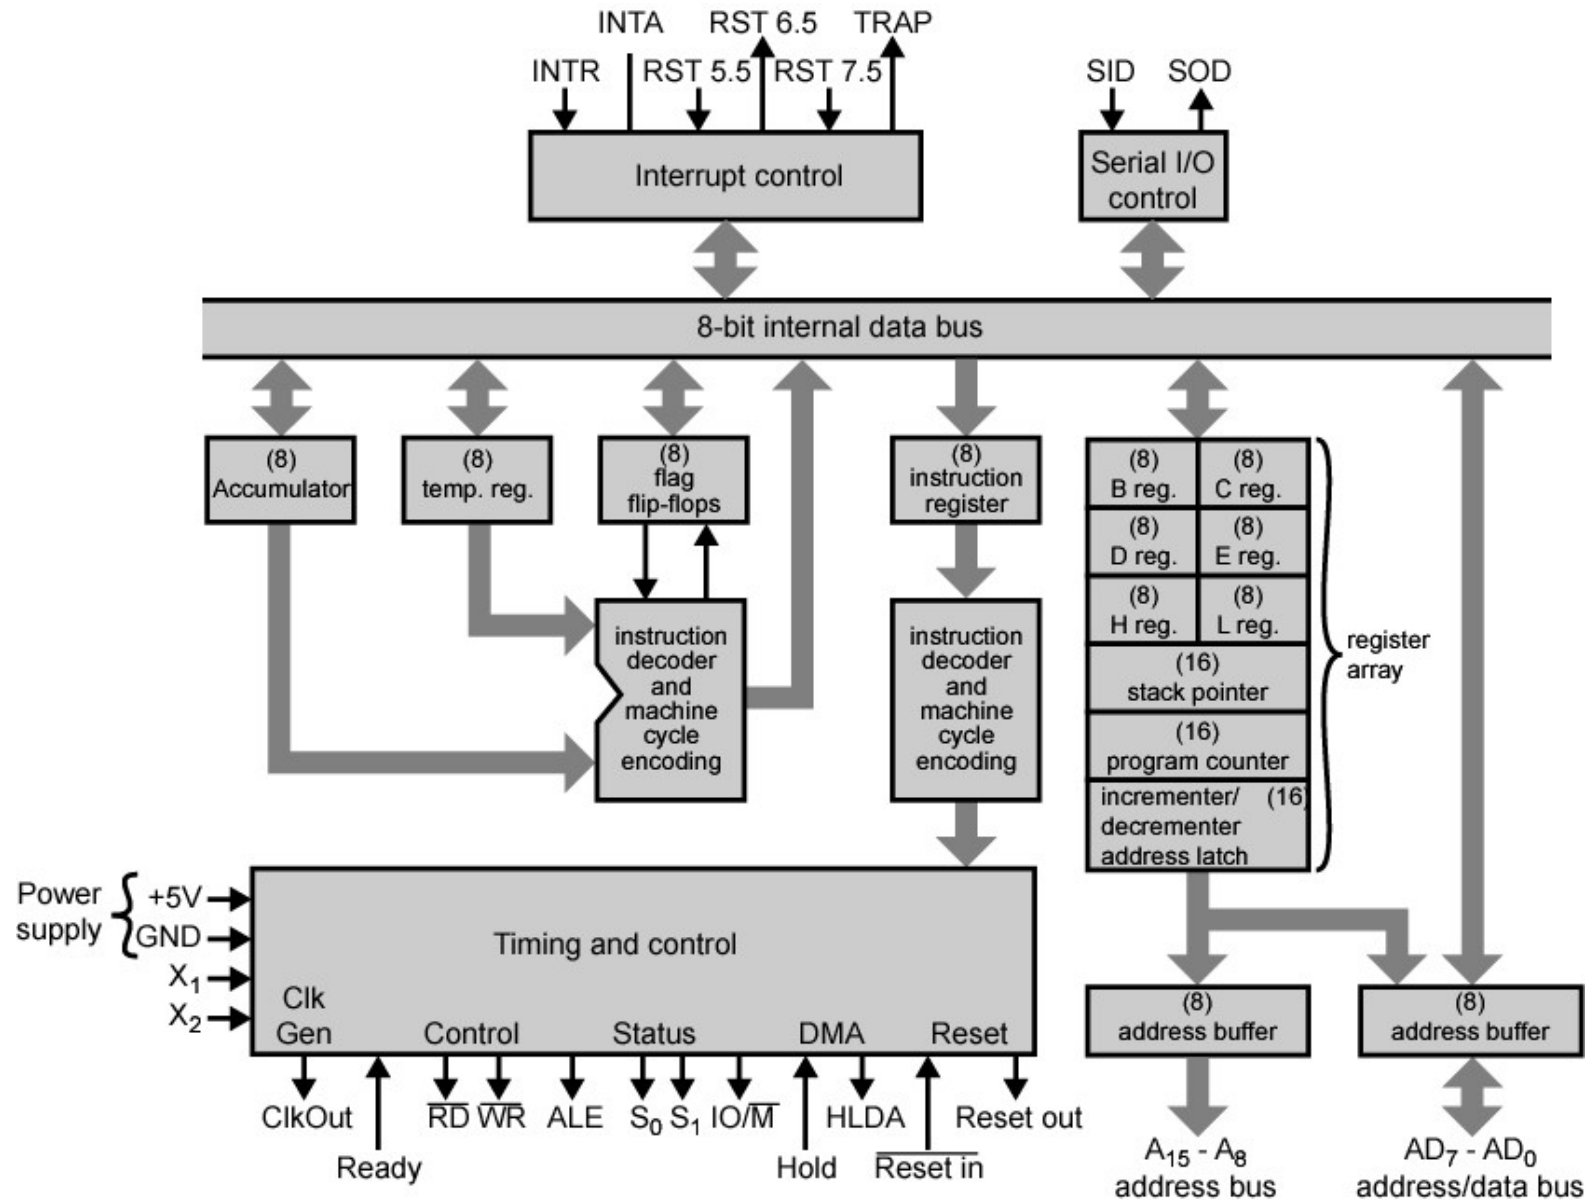 INTA RST 6.5 TRAP
INTR RST 5.5 RST 7.5 SID SOD
Interrupt control
Serial I/O
control
8-bit internal data bus
(8)
Accumulator
(8)
temp. reg.
(8)
flag
flip-flops
(8)
instruction
register
(8)
B reg.
(8)
C reg.
(8)
D reg.
(8)
E reg.
(8)
H reg.
(8)
L reg.
(16)
stack pointer
(16)
program counter
incrementer/ (16)
decrementer
address latch
register
array
instruction
decoder
and
machine
cycle
encoding
instruction
decoder
and
machine
cycle
encoding
Power
supply
+5V
GND
X₁
X₂
Timing and control
Clk
Gen
Control
Status
DMA
Reset
ClkOut
Ready
R̅D̅
W̅R̅
ALE
S₀ S₁ IO/M̅
Hold
HLDA
R̅e̅s̅e̅t̅ ̅i̅n̅
Reset out
(8)
address buffer
(8)
address buffer
A₁₅ - A₈
address bus
AD₇ - AD₀
address/data bus